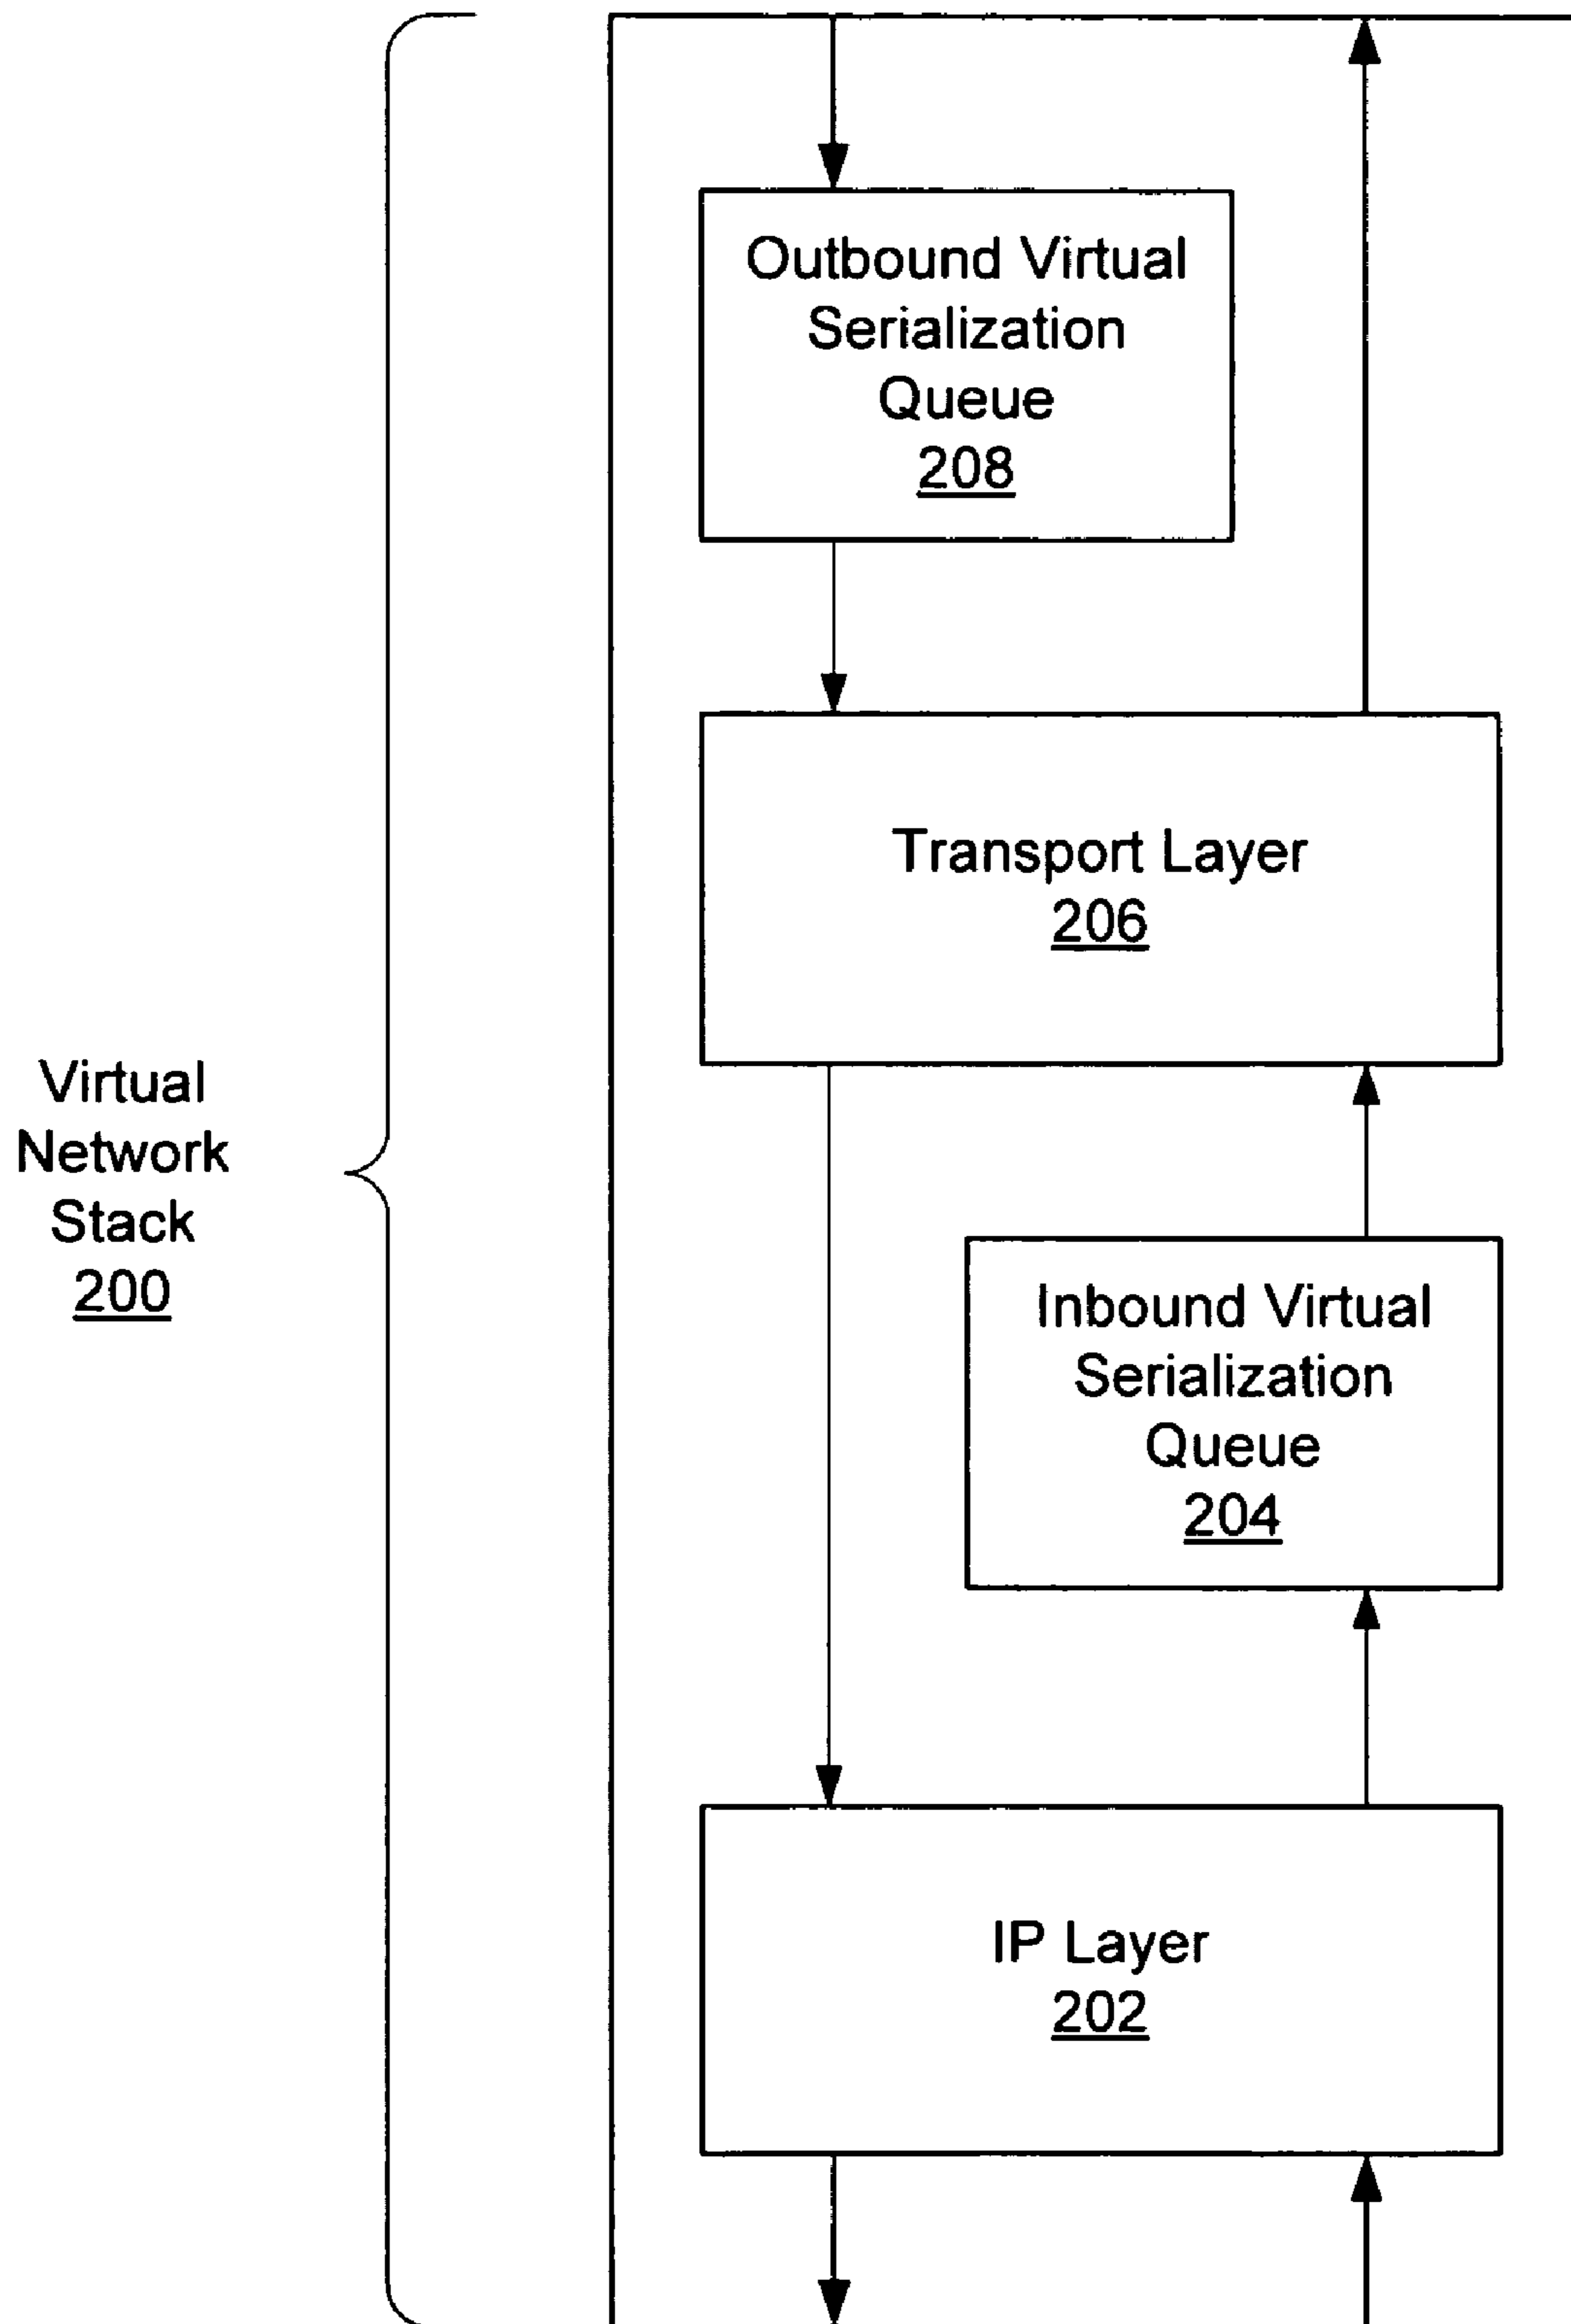 Outbound Virtual
Serialization
Queue
208
Transport Layer
206
Virtual
Network
Stack
200
Inbound Virtual
Serialization
Queue
204
IP Layer
202